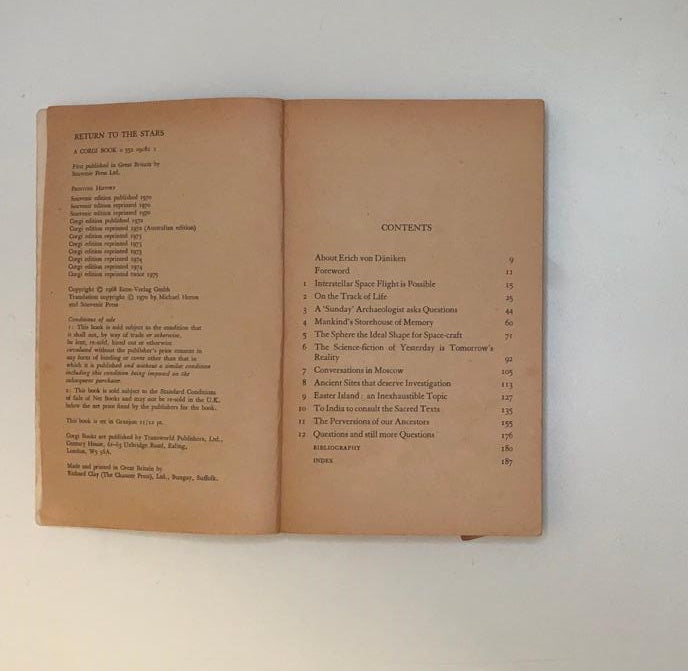 RETURN TO THE STARS
A CORGI BOOK 0 552 09083 1
First published in Great Britain by
Souvenir Press Ltd.
PRINTING HISTORY
Souvenir edition published 1970
Souvenir edition reprinted 1970
Souvenir edition reprinted 1970
Corgi edition published 1972
Corgi edition reprinted 1972 (Australian edition)
Corgi edition reprinted 1973
Corgi edition reprinted 1973
Corgi edition reprinted 1973
Corgi edition reprinted 1974
Corgi edition reprinted 1974
Corgi edition reprinted twice 1975
Copyright © 1968 Econ-Verlag Gmbh
Translation copyright © 1970 by Michael Heron
and Souvenir Press
Conditions of sale
1: This book is sold subject to the condition that
it shall not, by way of trade or otherwise,
be lent, re-sold, hired out or otherwise
circulated without the publisher's prior consent in
any form of binding or cover other than that in
which it is published and without a similar condition
including this condition being imposed on the
subsequent purchaser.
2: This book is sold subject to the Standard Conditions
of Sale of Net Books and may not be re-sold in the U.K.
below the net price fixed by the publishers for the book.
This book is set in Granjon 11/12 pt.
Corgi Books are published by Transworld Publishers, Ltd.,
Century House, 61-63 Uxbridge Road, Ealing,
London, W5 5SA.
Made and printed in Great Britain by
Richard Clay (The Chaucer Press), Ltd., Bungay, Suffolk.
CONTENTS
About Erich von Däniken 9
Foreword 11
1 Interstellar Space Flight is Possible 15
2 On the Track of Life 25
3 A 'Sunday' Archaeologist asks Questions 44
4 Mankind's Storehouse of Memory 60
5 The Sphere the Ideal Shape for Space-craft 71
6 The Science-fiction of Yesterday is Tomorrow's
Reality 92
7 Conversations in Moscow 105
8 Ancient Sites that deserve Investigation 113
9 Easter Island: an Inexhaustible Topic 127
10 To India to consult the Sacred Texts 135
11 The Perversions of our Ancestors 155
12 Questions and still more Questions 176
BIBLIOGRAPHY 180
INDEX 187